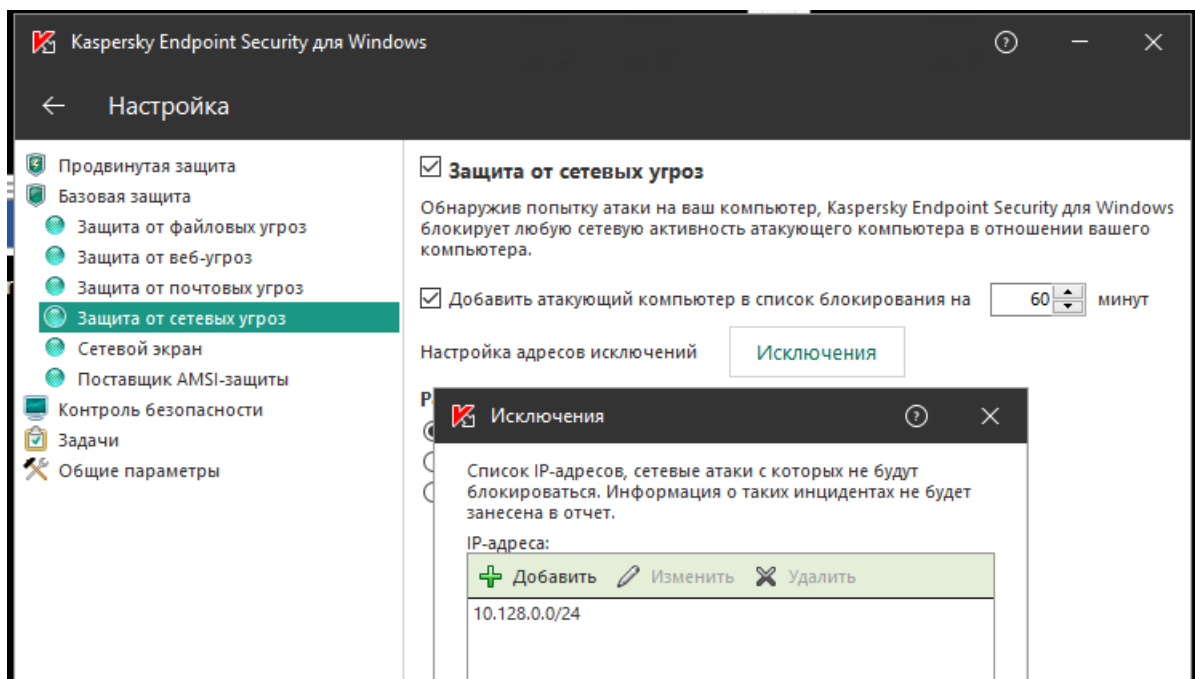 Kaspersky Endpoint Security для Windows
Настройка
Продвинутая защита
Базовая защита
Защита от файловых угроз
Защита от веб-угроз
Защита от почтовых угроз
Защита от сетевых угроз
Сетевой экран
Поставщик AMSI-защиты
Контроль безопасности
Задачи
Общие параметры
Защита от сетевых угроз
Обнаружив попытку атаки на ваш компьютер, Kaspersky Endpoint Security для Windows
блокирует любую сетевую активность атакующего компьютера в отношении вашего
компьютера.
Добавить атакующий компьютер в список блокирования на 60 минут
Настройка адресов исключений Исключения
Исключения
Список IP-адресов, сетевые атаки с которых не будут
блокироваться. Информация о таких инцидентах не будет
занесена в отчет.
IP-адреса:
Добавить Изменить Удалить
10.128.0.0/24